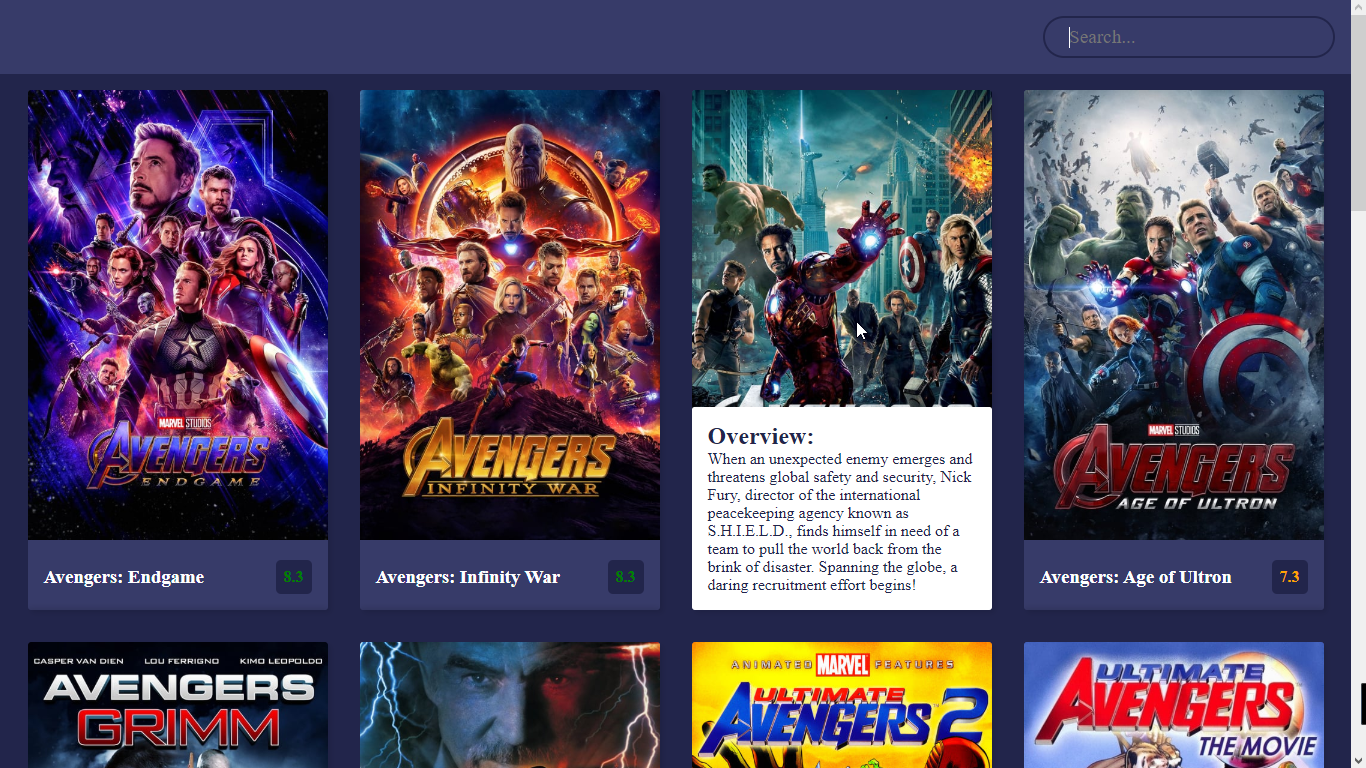 Search...
MARVEL STUDIOS
AVENGERS
ENDGAME
MARVEL STUDIOS
AVENGERS
INFINITY WAR
MARVEL STUDIOS
AVENGERS
AGE OF ULTRON
Overview:
When an unexpected enemy emerges and
threatens global safety and security, Nick
Fury, director of the international
peacekeeping agency known as
S.H.I.E.L.D., finds himself in need of a
team to pull the world back from the
brink of disaster. Spanning the globe, a
daring recruitment effort begins!
Avengers: Endgame 8.3
Avengers: Infinity War 8.3
Avengers: Age of Ultron 7.3
CASPER VAN DIEN LOU FERRIGNO KIMO LEOPOLDO
AVENGERS
GRIMM
ANIMATED MARVEL FEATURES
ULTIMATE
AVENGERS 2
ULTIMATE
AVENGERS
THE MOVIE